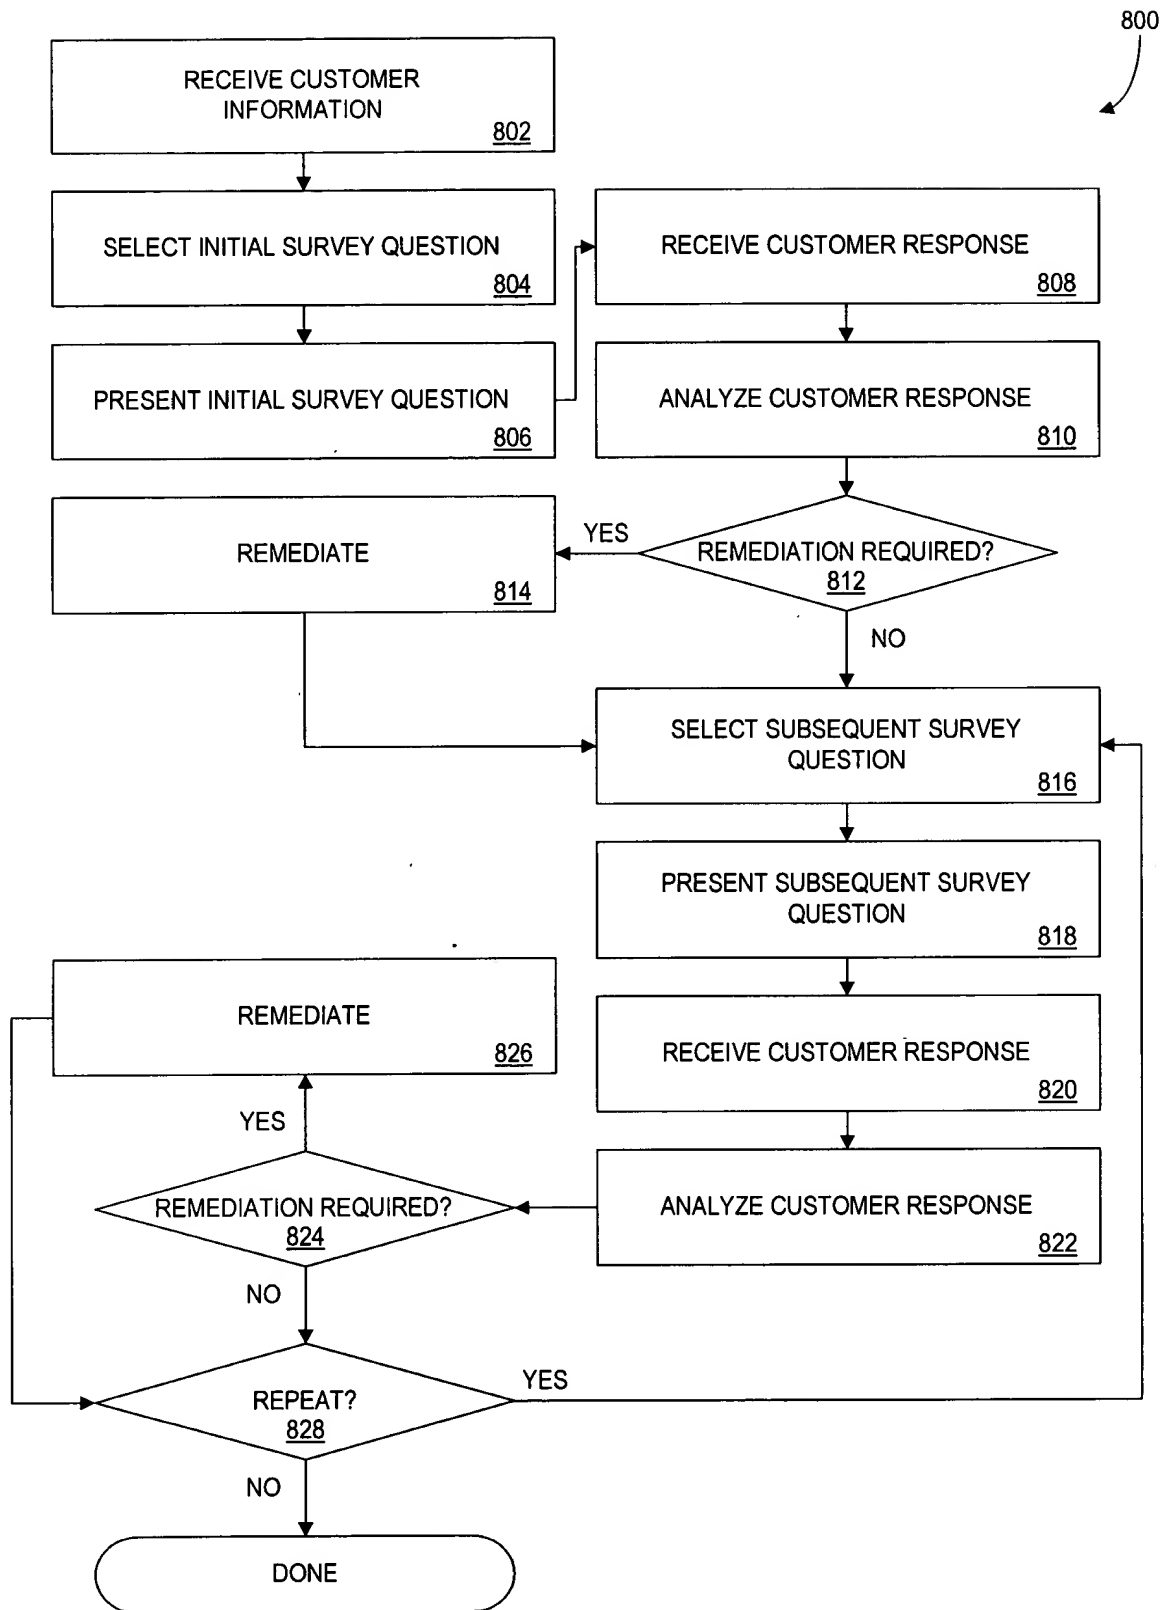 800
RECEIVE CUSTOMER
INFORMATION
802
SELECT INITIAL SURVEY QUESTION
804
PRESENT INITIAL SURVEY QUESTION
806
RECEIVE CUSTOMER RESPONSE
808
ANALYZE CUSTOMER RESPONSE
810
REMEDIATION REQUIRED?
812
YES
REMEDIATE
814
NO
SELECT SUBSEQUENT SURVEY
QUESTION
816
PRESENT SUBSEQUENT SURVEY
QUESTION
818
RECEIVE CUSTOMER RESPONSE
820
ANALYZE CUSTOMER RESPONSE
822
REMEDIATION REQUIRED?
824
YES
REMEDIATE
826
NO
REPEAT?
828
YES
NO
DONE